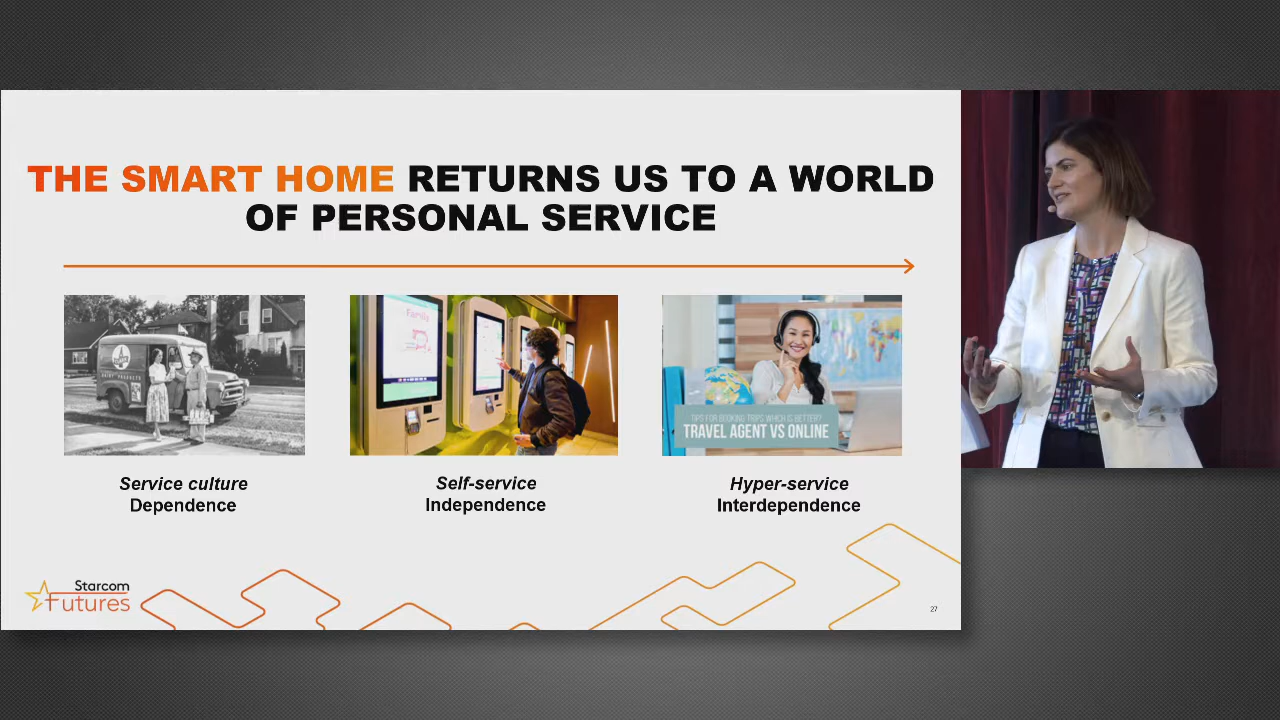 THE SMART HOME RETURNS US TO A WORLD
OF PERSONAL SERVICE
Family
TIPS FOR BOOKING TRIPS WHICH IS BETTER?
TRAVEL AGENT VS ONLINE
Service culture
Dependence
Self-service
Independence
Hyper-service
Interdependence
Starcom
Futures
27